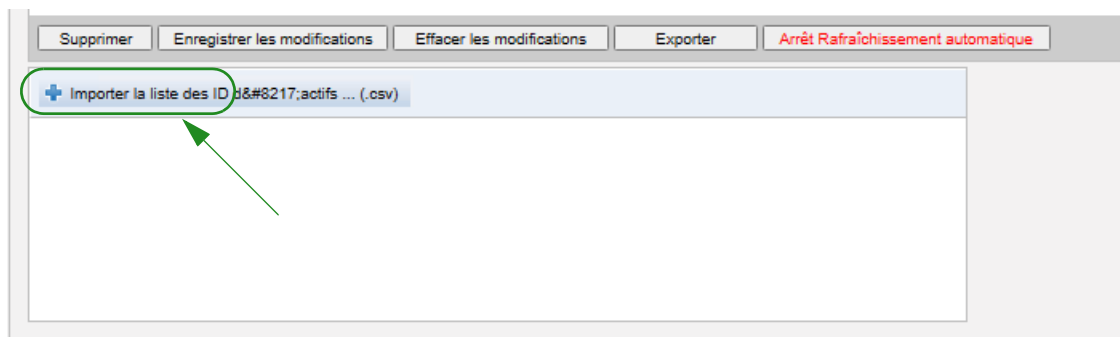 Supprimer Enregistrer les modifications Effacer les modifications Exporter Arrêt Rafraîchissement automatique
Importer la liste des ID d&#8217;actifs ... (.csv)